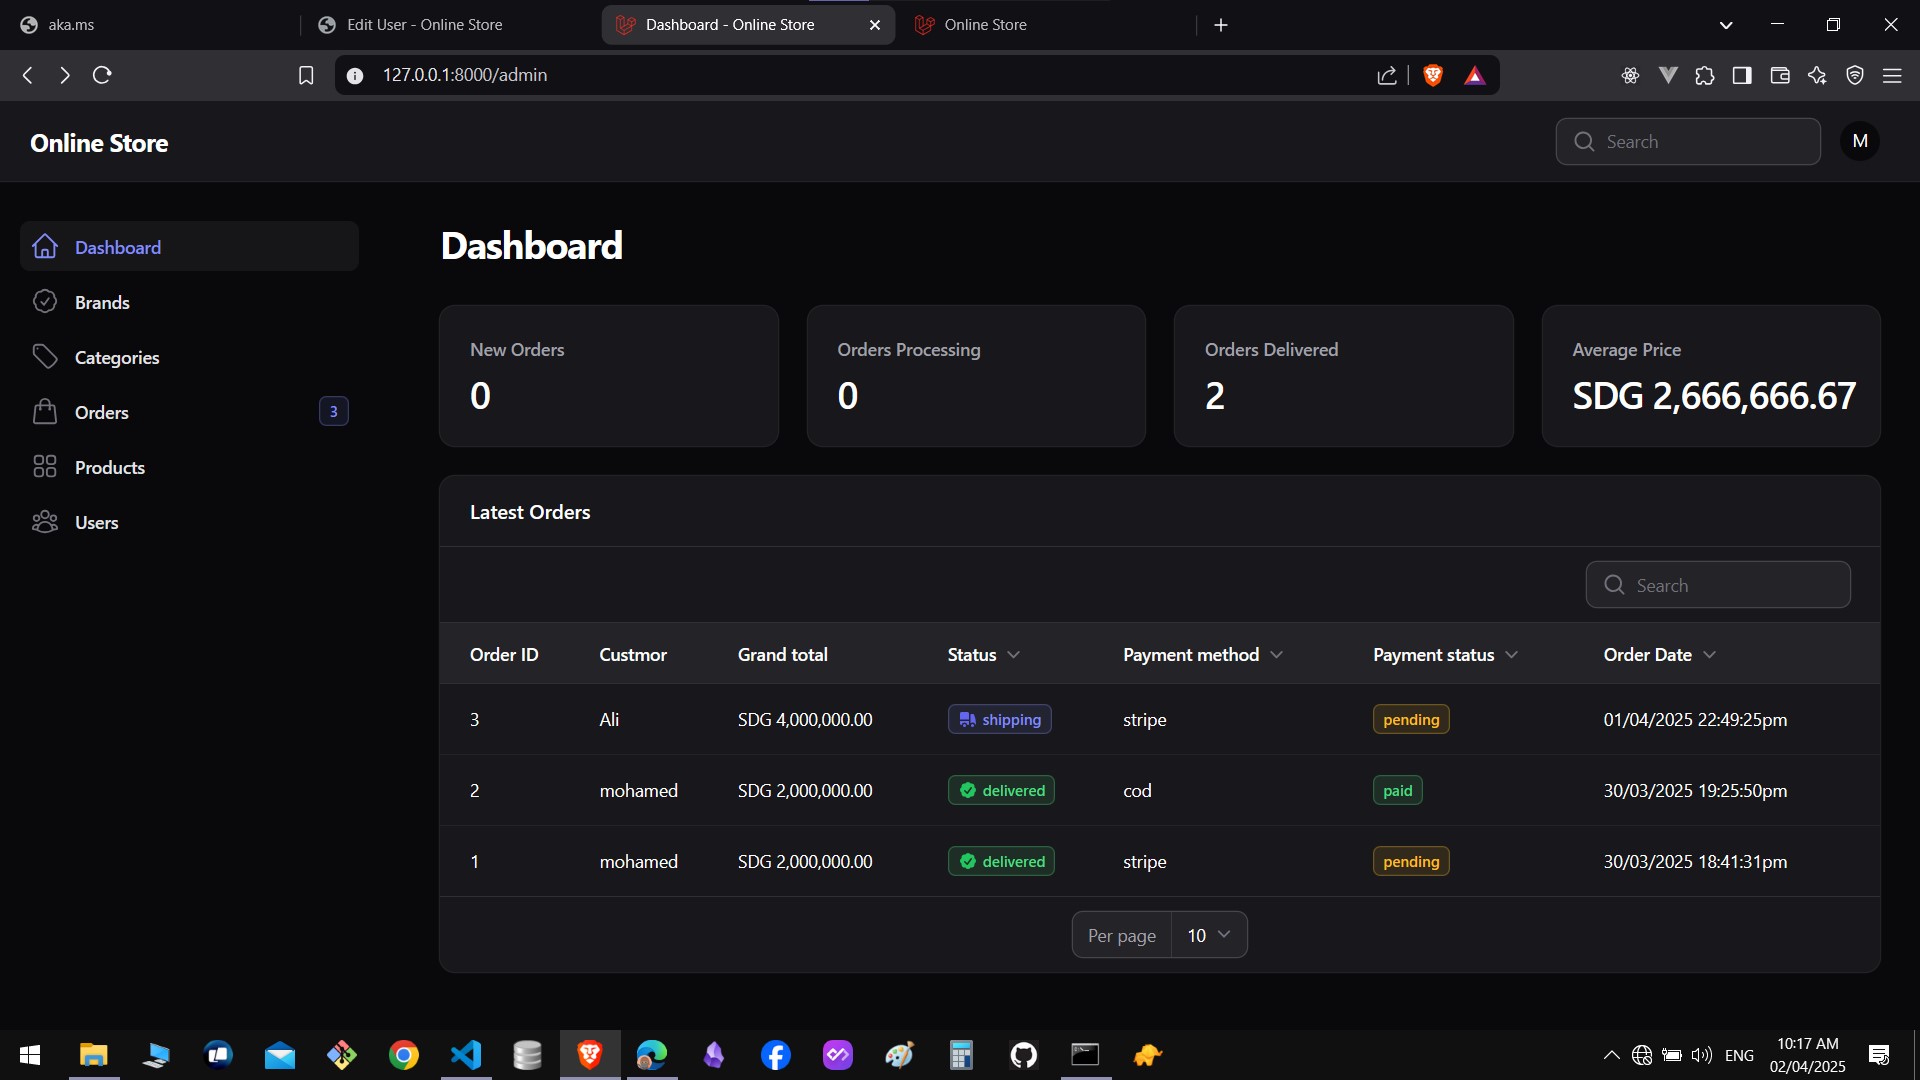 aka.ms
Edit User - Online Store
Dashboard - Online Store
Online Store
127.0.0.1:8000/admin
Online Store
Search
M
Dashboard
Brands
Categories
Orders
3
Products
Users
Dashboard
New Orders
0
Orders Processing
0
Orders Delivered
2
Average Price
SDG 2,666,666.67
Latest Orders
Search
Order ID Custmor Grand total Status Payment method Payment status Order Date
3 Ali SDG 4,000,000.00 shipping stripe pending 01/04/2025 22:49:25pm
2 mohamed SDG 2,000,000.00 delivered cod paid 30/03/2025 19:25:50pm
1 mohamed SDG 2,000,000.00 delivered stripe pending 30/03/2025 18:41:31pm
Per page 10
ENG
10:17 AM
02/04/2025